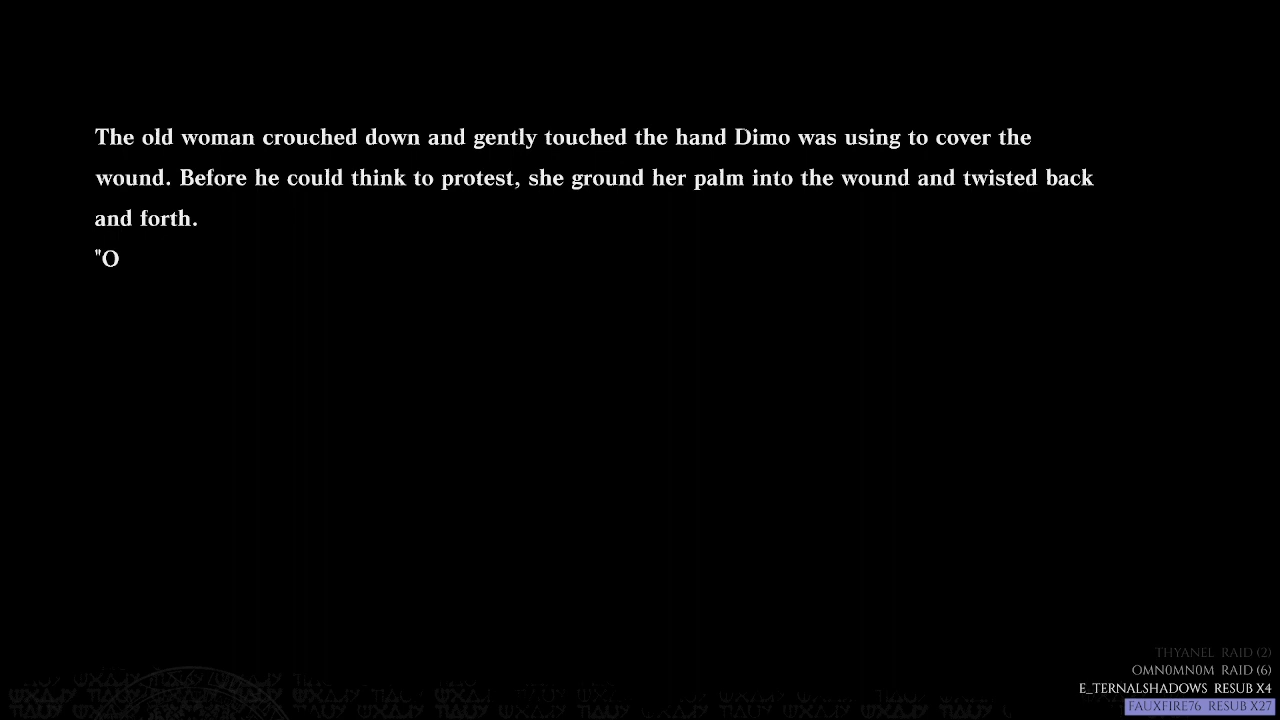 The old woman crouched down and gently touched the hand Dimo was using to cover the
wound. Before he could think to protest, she ground her palm into the wound and twisted back
and forth.
"O
THYANEL RAID (2)
OMN0MN0M RAID (6)
E_TERNALSHADOWS RESUB X4
FAUXFIRE76 RESUB X27